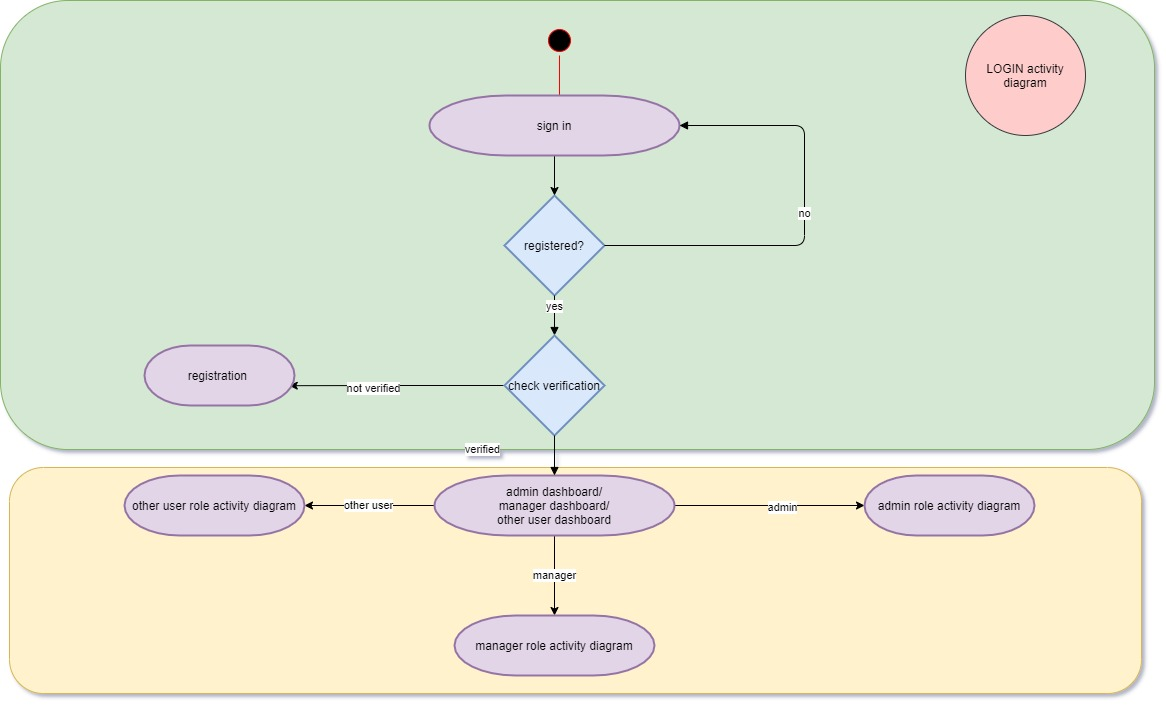 LOGIN activity
diagram
sign in
no
registered?
yes
registration
not verified
check verification
verified
other user role activity diagram
other user
admin dashboard/
manager dashboard/
other user dashboard
admin
admin role activity diagram
manager
manager role activity diagram